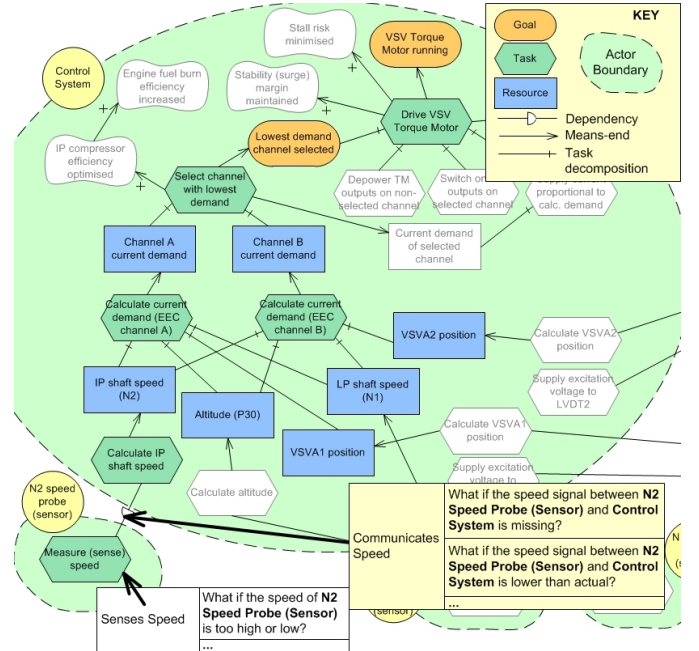 Control
System
Engine fuel burn
efficiency
increased
IP compressor
efficiency
optimised
Stall risk
minimised
Stability (surge)
margin
maintained
VSV Torque
Motor running
Lowest demand
channel selected
Drive VSV
Torque Motor
Select channel
with lowest
demand
Depower TM
outputs on non-
selected channel
Switch on
outputs on
selected channel
proportional to
calc. demand
Current demand
of selected
channel
Channel A
current demand
Channel B
current demand
Calculate current
demand (EEC
channel A)
Calculate current
demand (EEC
channel B)
VSVA2 position
Calculate VSVA2
position
IP shaft speed
(N2)
Altitude (P30)
LP shaft speed
(N1)
Supply excitation
voltage to
LVDT2
VSVA1 position
Calculate VSVA1
position
Calculate IP
shaft speed
Calculate altitude
Supply excitation
voltage to
N2 speed
probe
(sensor)
Measure (sense)
speed
Senses Speed
What if the speed of N2
Speed Probe (Sensor)
is too high or low?
...
Communicates
Speed
What if the speed signal between N2
Speed Probe (Sensor) and Control
System is missing?
What if the speed signal between N2
Speed Probe (Sensor) and Control
System is lower than actual?
...
(sensor)
N
(s
KEY
Goal
Task
Resource
Actor
Boundary
Dependency
Means-end
Task
decomposition